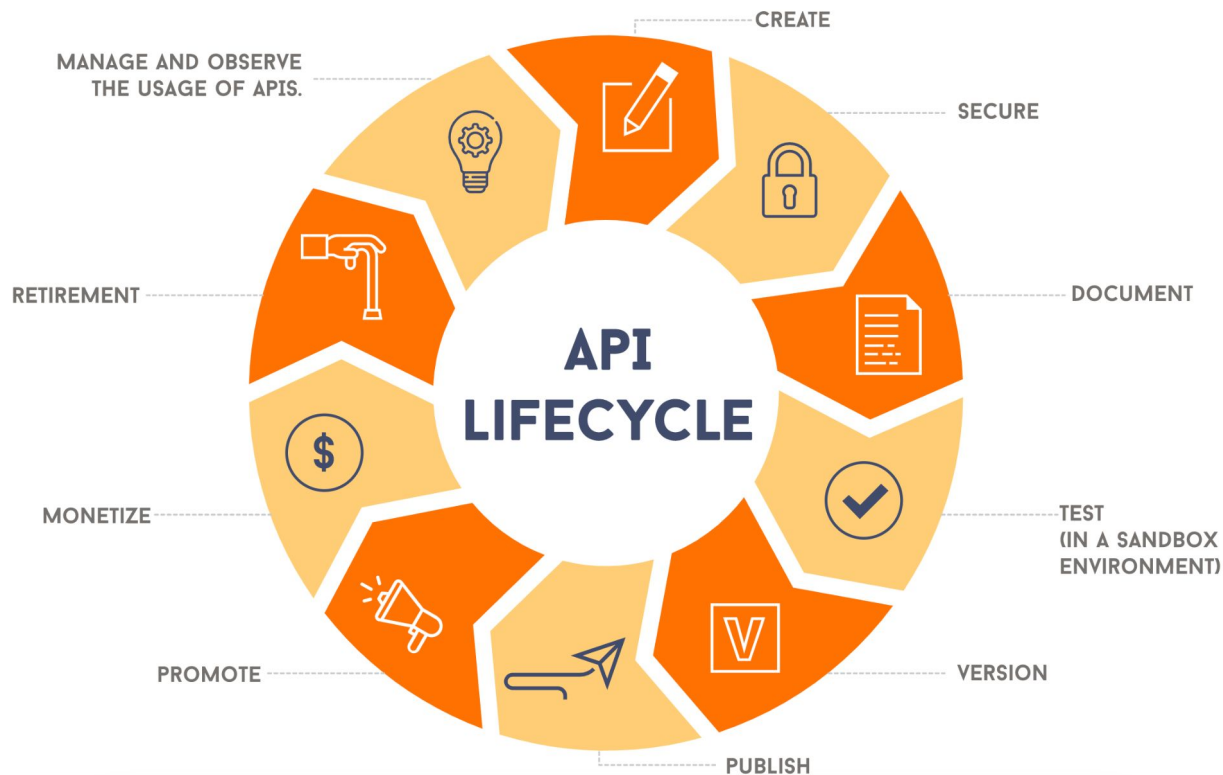 CREATE
SECURE
DOCUMENT
TEST
(IN A SANDBOX
ENVIRONMENT)
VERSION
PUBLISH
PROMOTE
MONETIZE
RETIREMENT
MANAGE AND OBSERVE
THE USAGE OF APIS.
API
LIFECYCLE
$
V